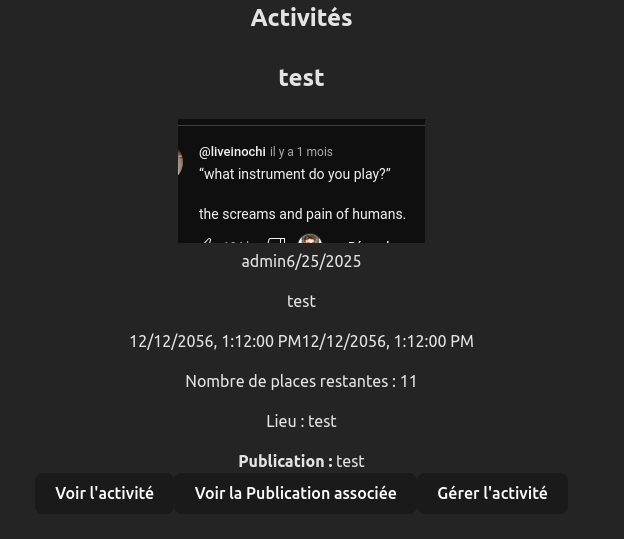 Activités
test
@liveinochi il y a 1 mois
“what instrument do you play?”
the screams and pain of humans.
admin6/25/2025
test
12/12/2056, 1:12:00 PM12/12/2056, 1:12:00 PM
Nombre de places restantes : 11
Lieu : test
Publication : test
Voir l'activité Voir la Publication associée Gérer l'activité